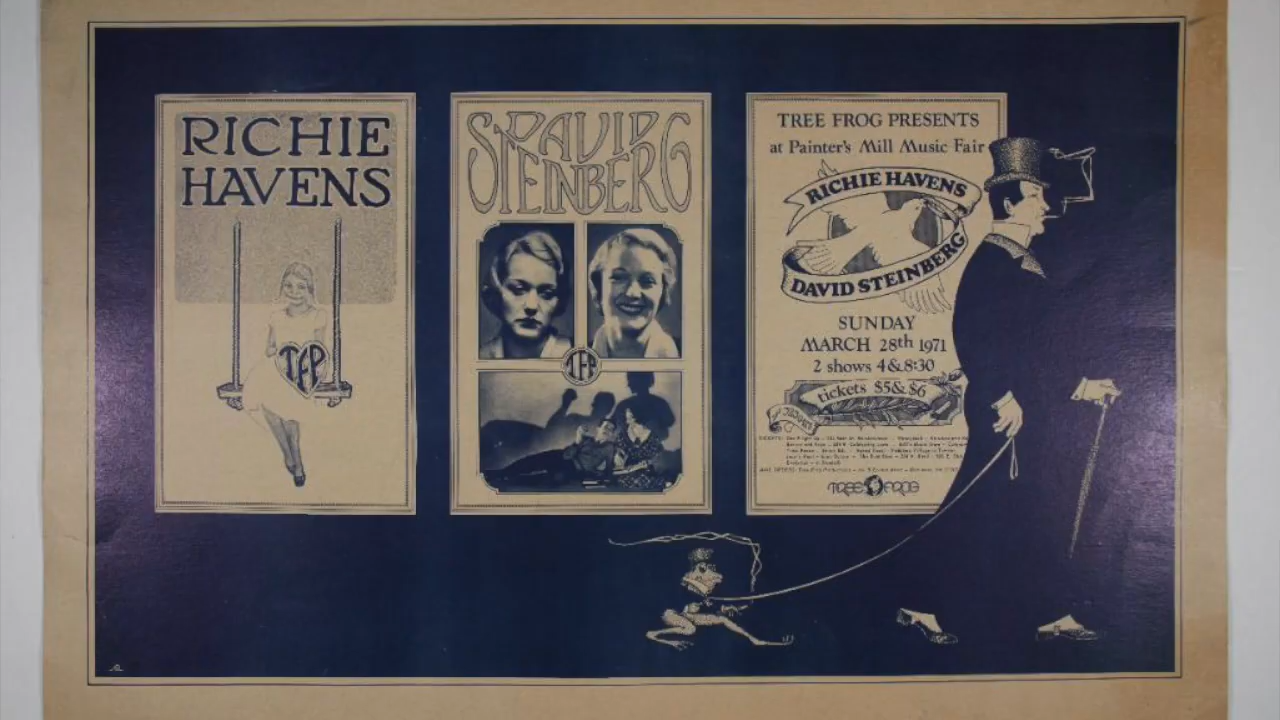 RICHIE
HAVENS
TFP
DAVID
STEINBERG
TFP
TREE FROG PRESENTS
at Painter's Mill Music Fair
RICHIE HAVENS
DAVID STEINBERG
SUNDAY
MARCH 28th 1971
2 shows 4&8:30
tickets $5&$6
TREE FROG